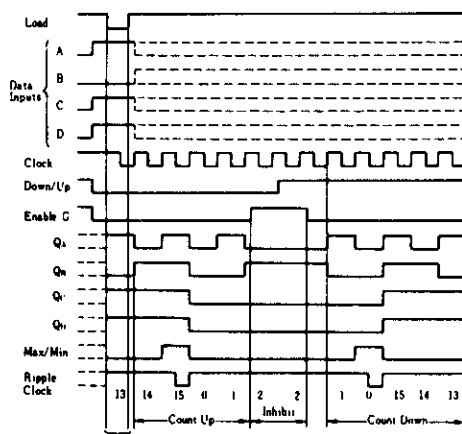 Load
A
B
C
D
Data
Inputs
Clock
Down/Up
Enable G
QA
QB
QC
QD
Max/Min
Ripple
Clock
13 14 15 0 1 2 2 1 0 15 14 13
Count Up
Inhibit
Count Down